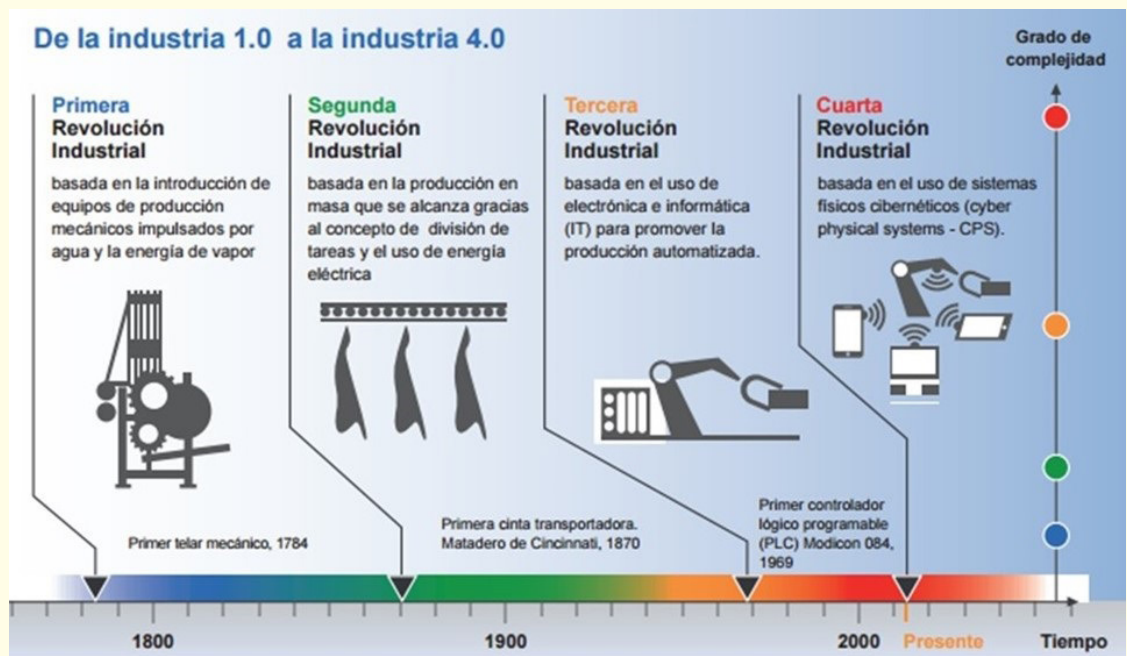 De la industria 1.0 a la industria 4.0
Grado de
complejidad
Primera
Revolución
Industrial
basada en la introducción de
equipos de producción
mecánicos impulsados por
agua y la energía de vapor
Segunda
Revolución
Industrial
basada en la producción en
masa que se alcanza gracias
al concepto de división de
tareas y el uso de energía
eléctrica
Tercera
Revolución
Industrial
basada en el uso de
electrónica e informática
(IT) para promover la
producción automatizada.
Cuarta
Revolución
Industrial
basada en el uso de sistemas
físicos cibernéticos (cyber
physical systems - CPS).
Primer telar mecánico, 1784
Primera cinta transportadora.
Matadero de Cincinnati, 1870
Primer controlador
lógico programable
(PLC) Modicon 084,
1969
1800
1900
2000
Presente
Tiempo